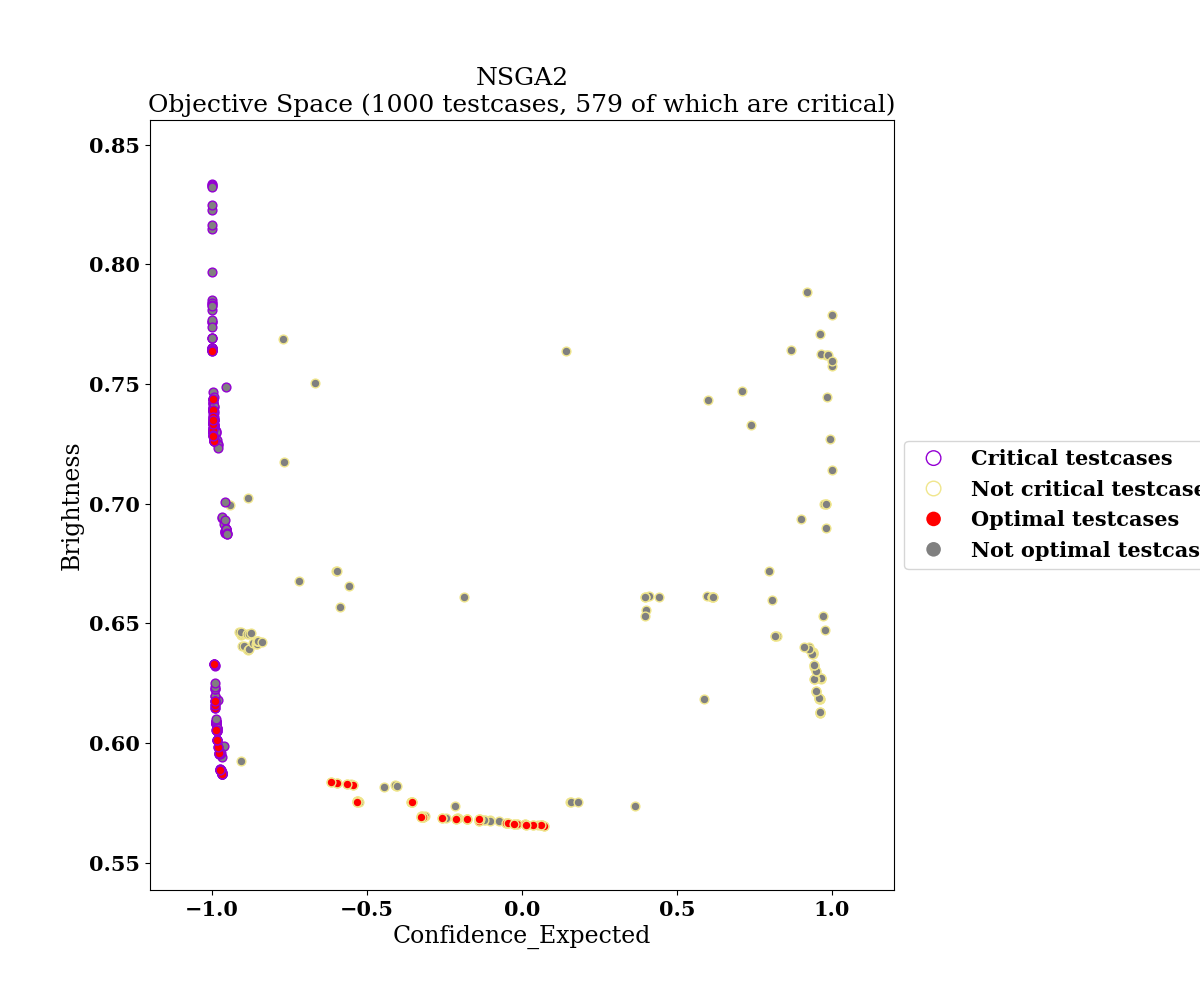 NSGA2
Objective Space (1000 testcases, 579 of which are critical)
0.85
0.80
0.75
0.70
0.65
0.60
0.55
Brightness
−1.0
−0.5
0.0
0.5
1.0
Confidence_Expected
Critical testcases
Not critical testcase
Optimal testcases
Not optimal testcas